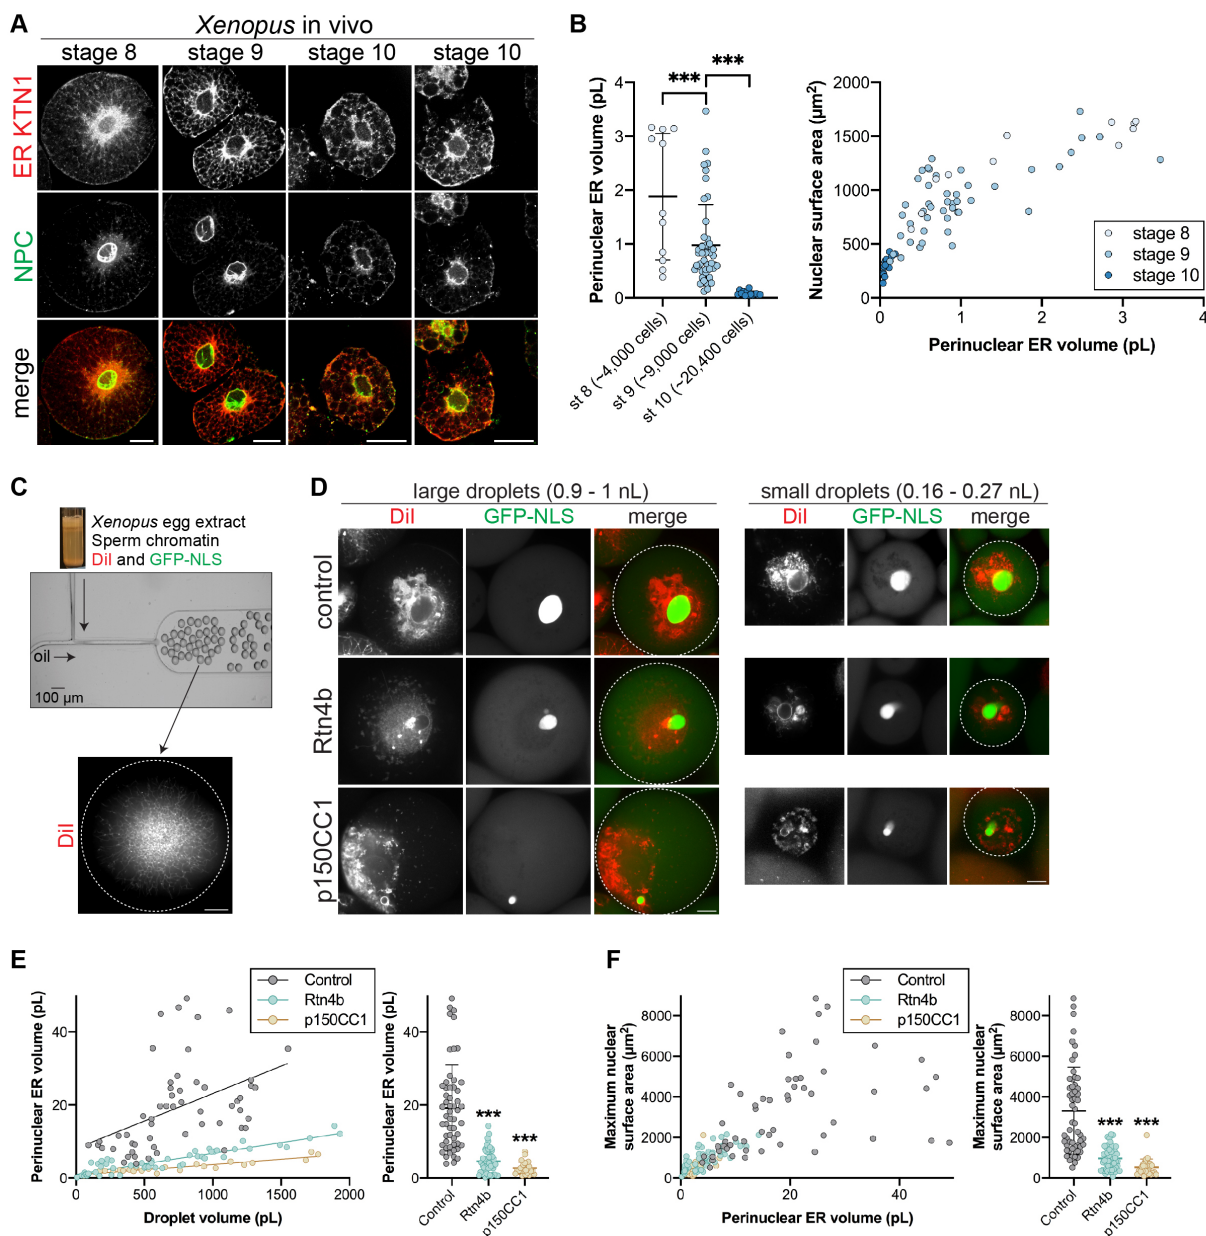 A
Xenopus in vivo
stage 8
stage 9
stage 10
stage 10
ER KTN1
NPC
merge
B
***
***
Perinuclear ER volume (pL)
4
3
2
1
0
st 8 (~4,000 cells)
st 9 (~9,000 cells)
st 10 (~20,400 cells)
Nuclear surface area (µm²)
2000
1500
1000
500
0
0
1
2
3
4
Perinuclear ER volume (pL)
stage 8
stage 9
stage 10
C
Xenopus egg extract
Sperm chromatin
DiI and GFP-NLS
oil
100 µm
DiI
D
large droplets (0.9 - 1 nL)
small droplets (0.16 - 0.27 nL)
DiI
GFP-NLS
merge
DiI
GFP-NLS
merge
control
Rtn4b
p150CC1
E
Control
Rtn4b
p150CC1
Perinuclear ER volume (pL)
40
20
0
0
500
1000
1500
2000
Droplet volume (pL)
Perinuclear ER volume (pL)
40
20
0
***
***
Control
Rtn4b
p150CC1
F
Control
Rtn4b
p150CC1
Maximum nuclear
surface area (µm²)
8000
6000
4000
2000
0
0
20
40
Perinuclear ER volume (pL)
Maximum nuclear
surface area (µm²)
8000
6000
4000
2000
0
***
***
Control
Rtn4b
p150CC1